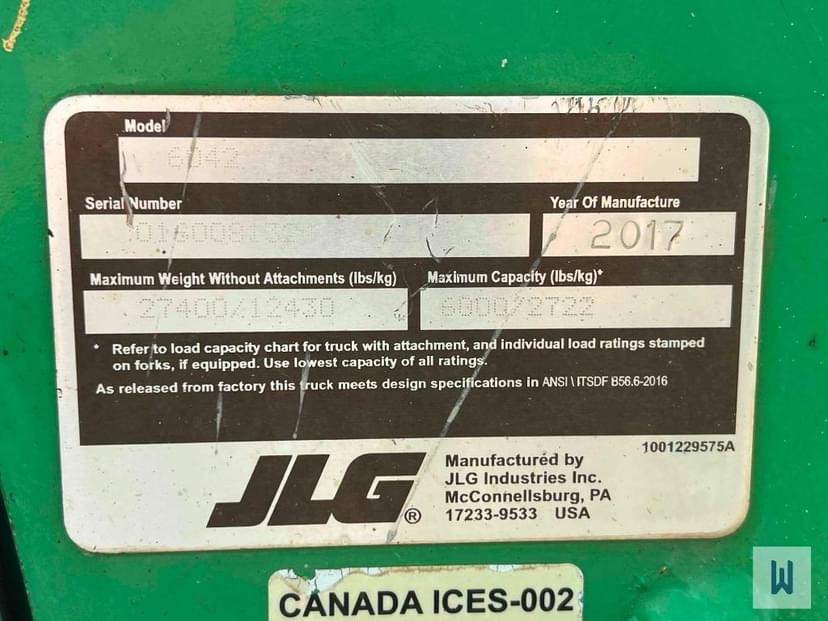 Model
6042
Serial Number
Year Of Manufacture
2017
Maximum Weight Without Attachments (lbs/kg)
Maximum Capacity (lbs/kg)*
27400/12430
6000/2722
* Refer to load capacity chart for truck with attachment, and individual load ratings stamped
on forks, if equipped. Use lowest capacity of all ratings.
As released from factory this truck meets design specifications in ANSI \ ITSDF B56.6-2016
1001229575A
JLG®
Manufactured by
JLG Industries Inc.
McConnellsburg, PA
17233-9533 USA
CANADA ICES-002
W